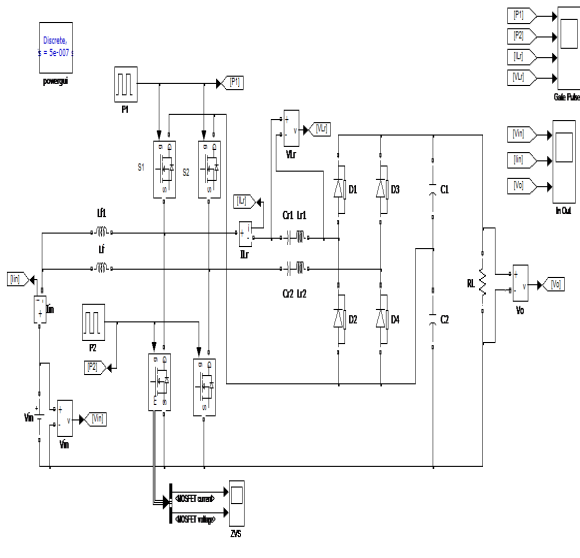 Discrete,
s = 5e-007 s
powergui
P1
[P1]
S1
S2
[P1]
[P2]
[ILr]
[VLr]
Gate Pulse
[Vin]
[Iin]
[Vo]
In Out
VLr
[VLr]
[ILr]
ILr
Lf1
Lf
Cr1 Lr1
Cr2 Lr2
D1
D3
D2
D4
C1
C2
RL
Vo
[Vo]
[Iin]
Iin
P2
[P2]
Vin
Vin
[Vin]
<MOSFET current>
<MOSFET voltage>
ZVS